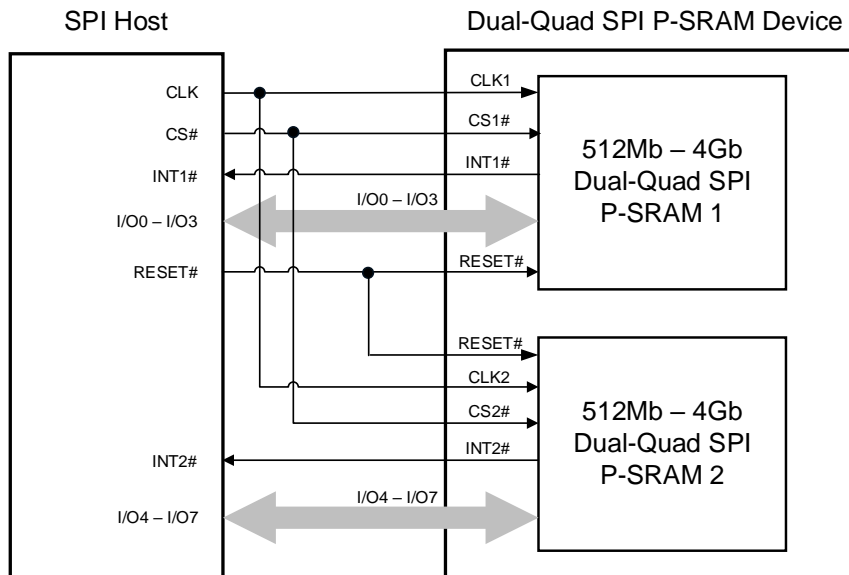 SPI Host
Dual-Quad SPI P-SRAM Device
CLK
CLK1
CS#
CS1#
INT1#
INT1#
I/O0 – I/O3
I/O0 – I/O3
RESET#
RESET#
512Mb – 4Gb
Dual-Quad SPI
P-SRAM 1
RESET#
CLK2
CS2#
INT2#
INT2#
I/O4 – I/O7
I/O4 – I/O7
512Mb – 4Gb
Dual-Quad SPI
P-SRAM 2